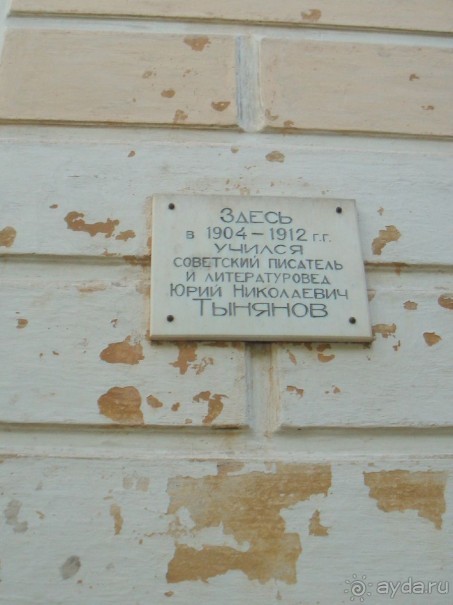 ЗДЕСЬ
в 1904-1912 г.г.
УЧИЛСЯ
СОВЕТСКИЙ ПИСАТЕЛЬ
И ЛИТЕРАТУРОВЕД
ЮРИЙ НИКОЛАЕВИЧ
ТЫНЯНОВ
ayda.ru